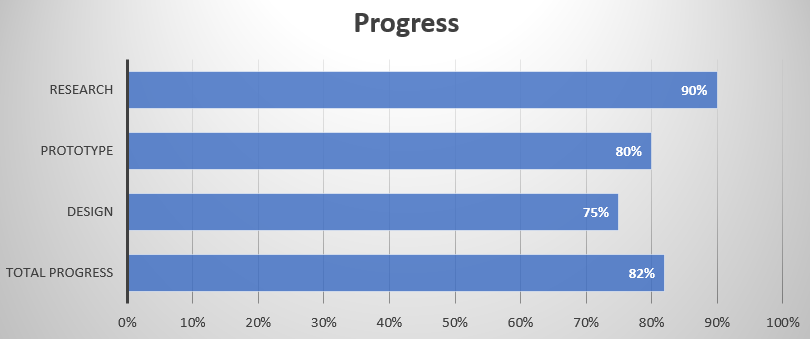 Progress
RESEARCH 90%
PROTOTYPE 80%
DESIGN 75%
TOTAL PROGRESS 82%
0% 10% 20% 30% 40% 50% 60% 70% 80% 90% 100%